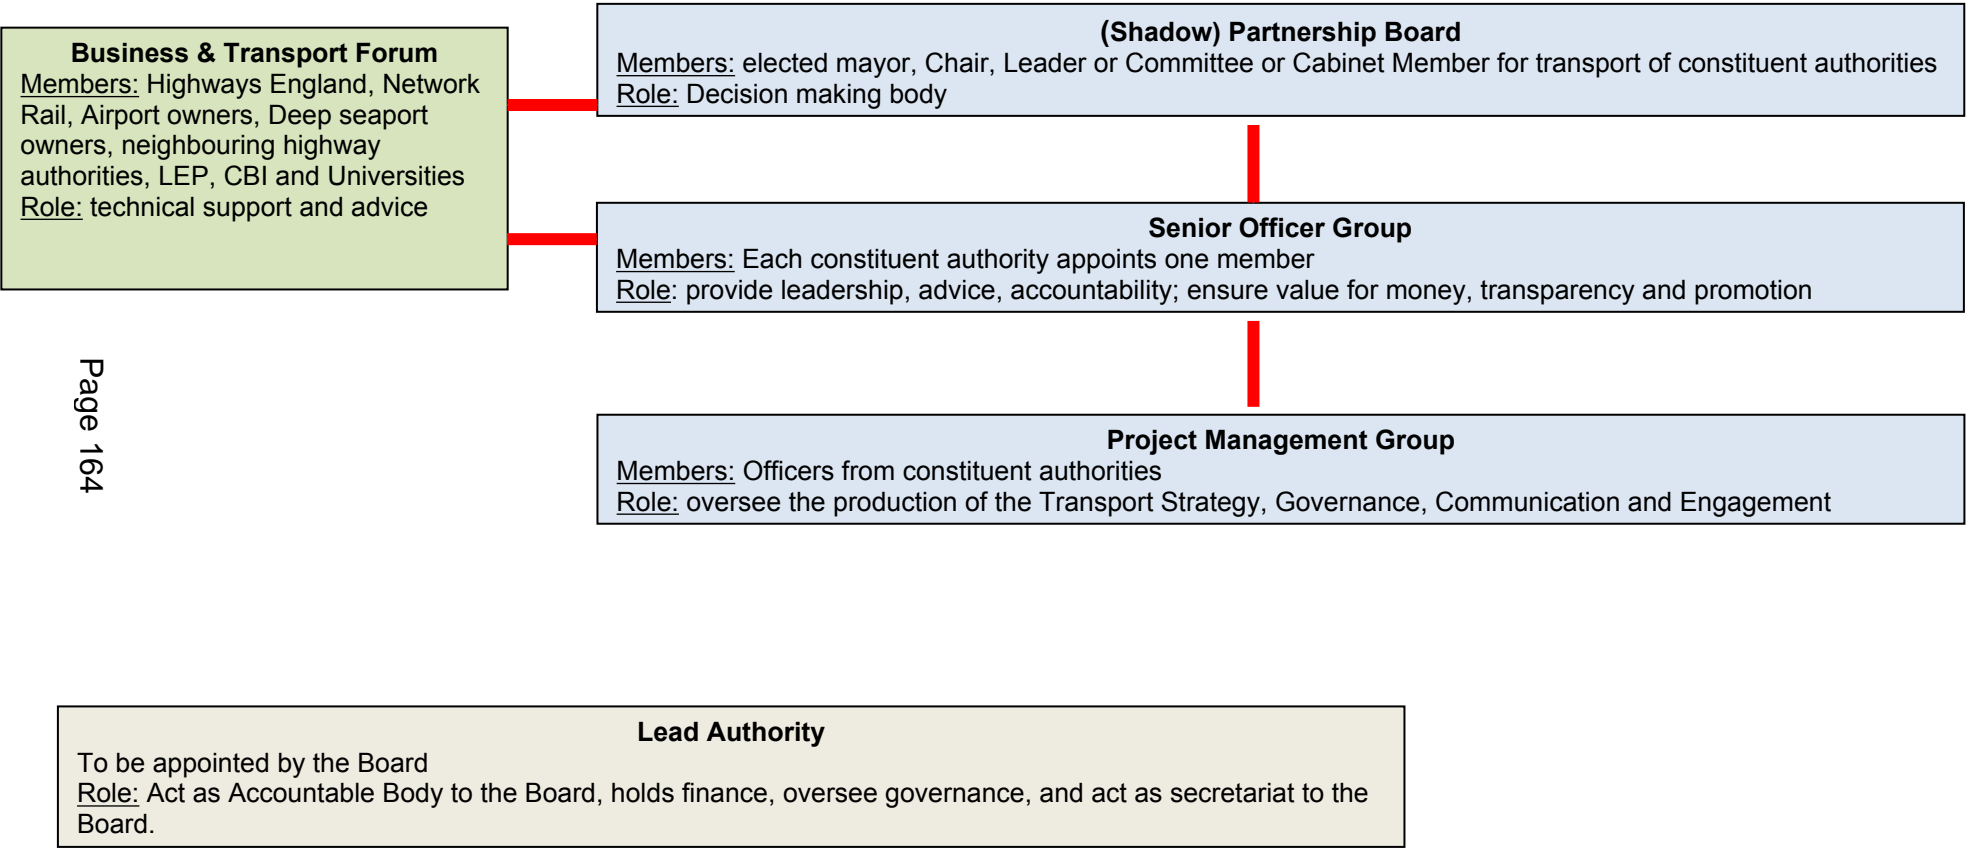 Business & Transport Forum
Members: Highways England, Network
Rail, Airport owners, Deep seaport
owners, neighbouring highway
authorities, LEP, CBI and Universities
Role: technical support and advice
(Shadow) Partnership Board
Members: elected mayor, Chair, Leader or Committee or Cabinet Member for transport of constituent authorities
Role: Decision making body
Senior Officer Group
Members: Each constituent authority appoints one member
Role: provide leadership, advice, accountability; ensure value for money, transparency and promotion
Project Management Group
Members: Officers from constituent authorities
Role: oversee the production of the Transport Strategy, Governance, Communication and Engagement
Page 164
Lead Authority
To be appointed by the Board
Role: Act as Accountable Body to the Board, holds finance, oversee governance, and act as secretariat to the
Board.